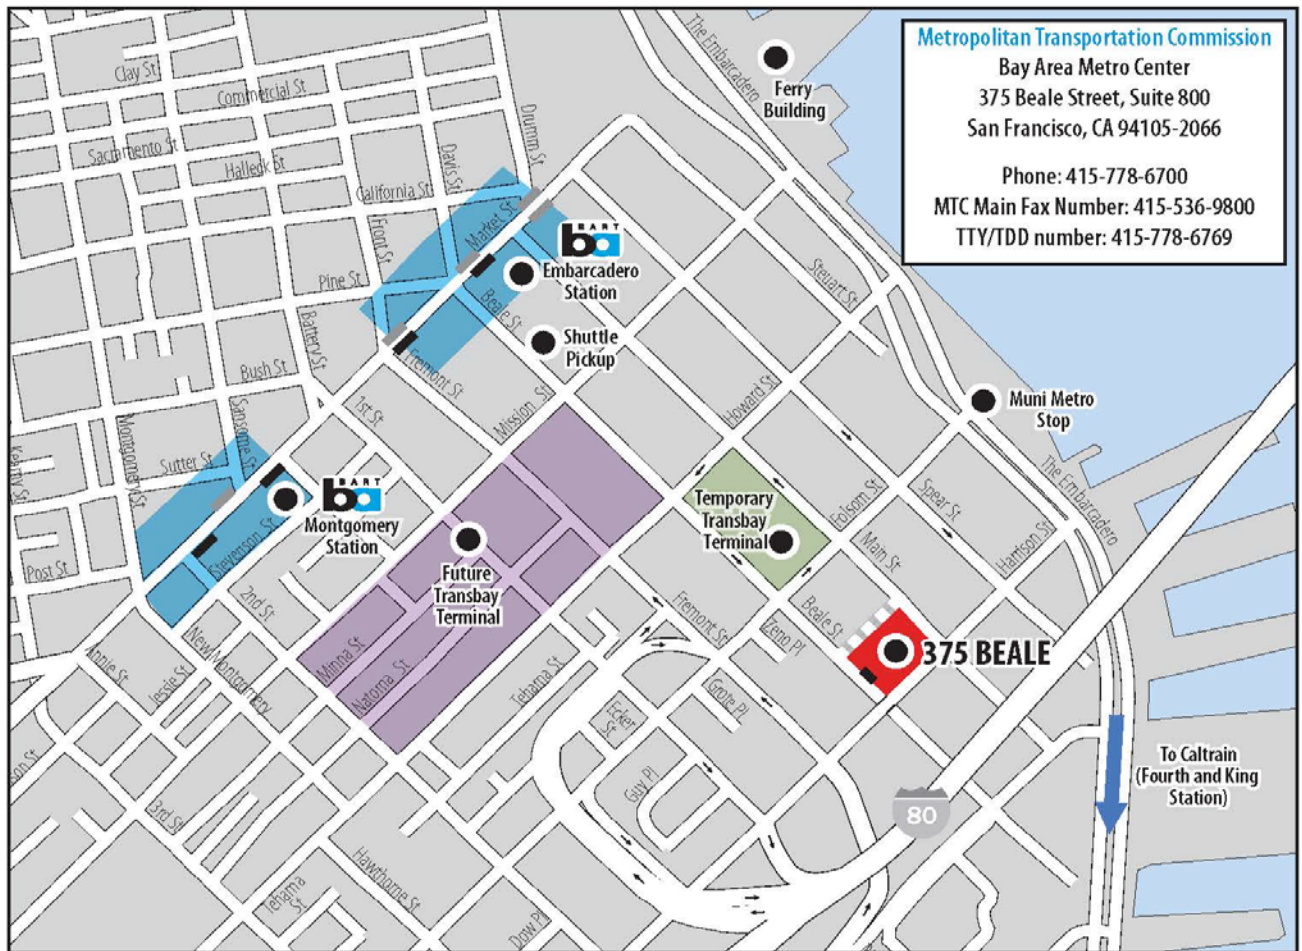 Metropolitan Transportation Commission
Bay Area Metro Center
375 Beale Street, Suite 800
San Francisco, CA 94105-2066
Phone: 415-778-6700
MTC Main Fax Number: 415-536-9800
TTY/TDD number: 415-778-6769
The Embarcadero
Ferry
Building
Clay St
Commercial St
Sacramento St
Halleck St
Drumm St
Davis St
California St
Front St
Market St
BART
ba
Embarcadero
Station
Pine St
Beale St
Steuart St
Battery St
Shuttle
Pickup
Fremont St
Bush St
1st St
Mission St
Howard St
Muni Metro
Stop
Sansome St
Montgomery St
Kearny St
Sutter St
BART
ba
Montgomery
Station
Stevenson St
Post St
2nd St
Future
Transbay
Terminal
Temporary
Transbay
Terminal
Folsom St
Spear St
Main St
Harrison St
The Embarcadero
Fremont St
Beale St
Zeno Pl
375 BEALE
Minna St
Natoma St
New Montgomery
Annie St
Jessie St
Tehama St
Grote Pl
Ecker
St
Guy Pl
80
To Caltrain
(Fourth and King
Station)
son St
3rd St
Hawthorne St
Tehama
St
Dow Pl